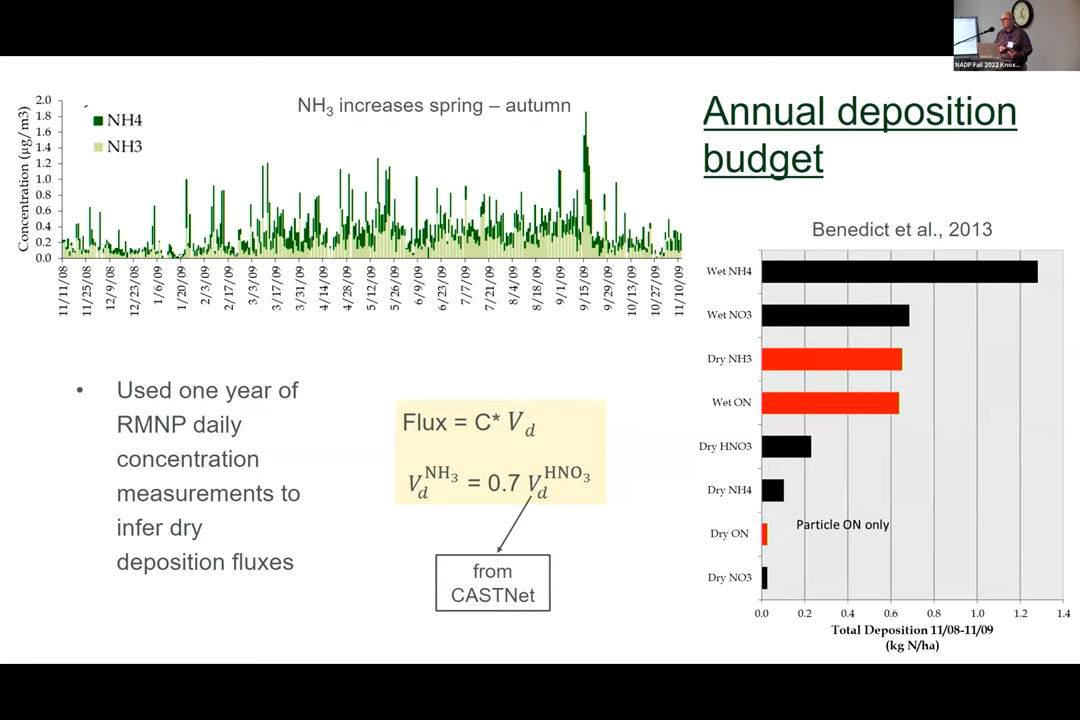 NADP Fall 2022 Knox...
NH3 increases spring – autumn
Concentration (µg/m3)
2.0
1.8
1.6
1.4
1.2
1.0
0.8
0.6
0.4
0.2
0.0
NH4
NH3
11/11/08
11/25/08
12/9/08
12/23/08
1/6/09
1/20/09
2/3/09
2/17/09
3/3/09
3/17/09
3/31/09
4/14/09
4/28/09
5/12/09
5/26/09
6/9/09
6/23/09
7/7/09
7/21/09
8/4/09
8/18/09
9/1/09
9/15/09
9/29/09
10/13/09
10/27/09
11/10/09
Annual deposition
budget
Benedict et al., 2013
• Used one year of
RMNP daily
concentration
measurements to
infer dry
deposition fluxes
Flux = C* Vd
Vd^NH3 = 0.7 Vd^HNO3
from
CASTNet
Wet NH4
Wet NO3
Dry NH3
Wet ON
Dry HNO3
Dry NH4
Particle ON only
Dry ON
Dry NO3
0.0 0.2 0.4 0.6 0.8 1.0 1.2 1.4
Total Deposition 11/08-11/09
(kg N/ha)